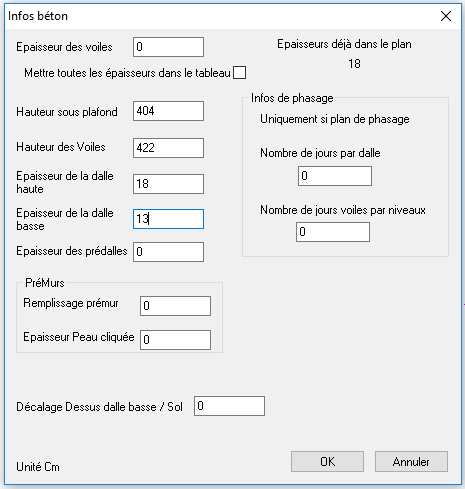 Infos béton
Epaisseur des voiles 0
Epaisseurs déjà dans le plan
18
Mettre toutes les épaisseurs dans le tableau
Hauteur sous plafond 404
Hauteur des Voiles 422
Epaisseur de la dalle
haute 18
Epaisseur de la dalle
basse 13
Epaisseur des prédalles 0
Infos de phasage
Uniquement si plan de phasage
Nombre de jours par dalle
0
Nombre de jours voiles par niveaux
0
PréMurs
Remplissage prémur 0
Epaisseur Peau cliquée 0
Décalage Dessus dalle basse / Sol 0
Unité Cm
OK
Annuler